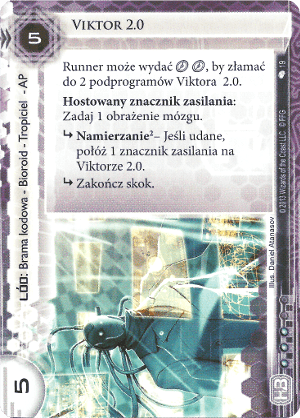 VIKTOR 2.0
5
Runner może wydać , , by złamać
do 2 podprogramów Viktora 2.0.
Hostowany znacznik zasilania:
Zadaj 1 obrażenie mózgu.
↳ Namierzanie²– Jeśli udane,
połóż 1 znacznik zasilania na
Viktorze 2.0.
↳ Zakończ skok.
LÓD: Brama kodowa - Bioroid - Tropiciel - AP
5
Illus. Daniel Atanasov
© 2013 Wizards of the Coast LLC. © FFG
19
HB